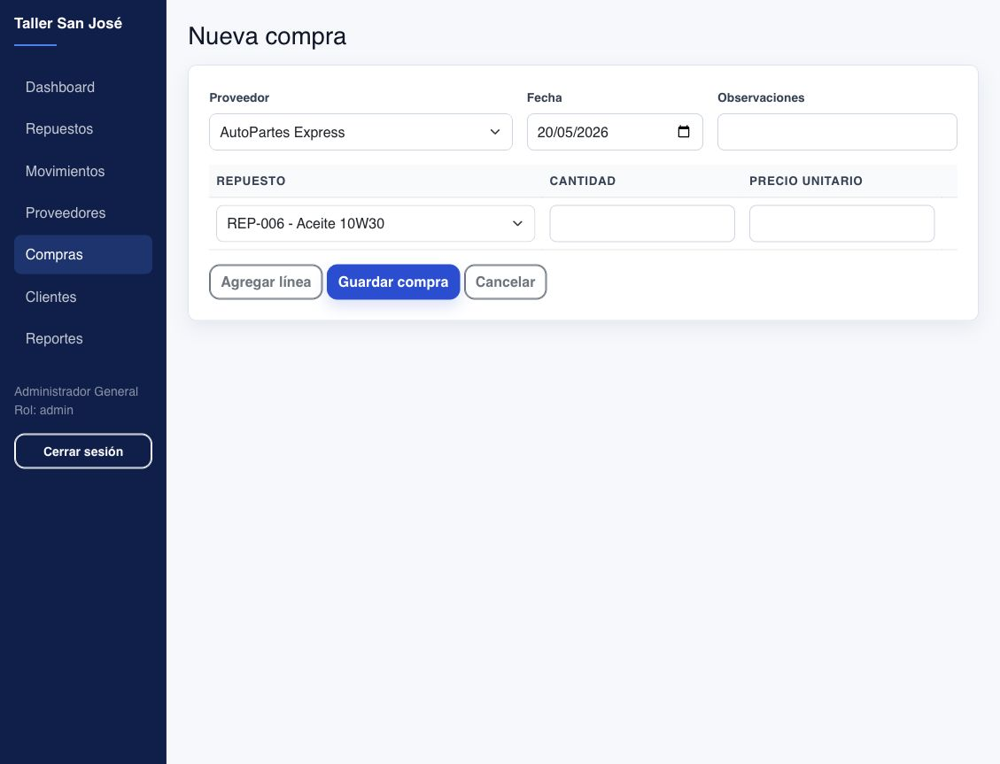 Taller San José
Dashboard
Repuestos
Movimientos
Proveedores
Compras
Clientes
Reportes
Administrador General
Rol: admin
Cerrar sesión
Nueva compra
Proveedor Fecha Observaciones
AutoPartes Express 20/05/2026
REPUESTO CANTIDAD PRECIO UNITARIO
REP-006 - Aceite 10W30
Agregar línea Guardar compra Cancelar